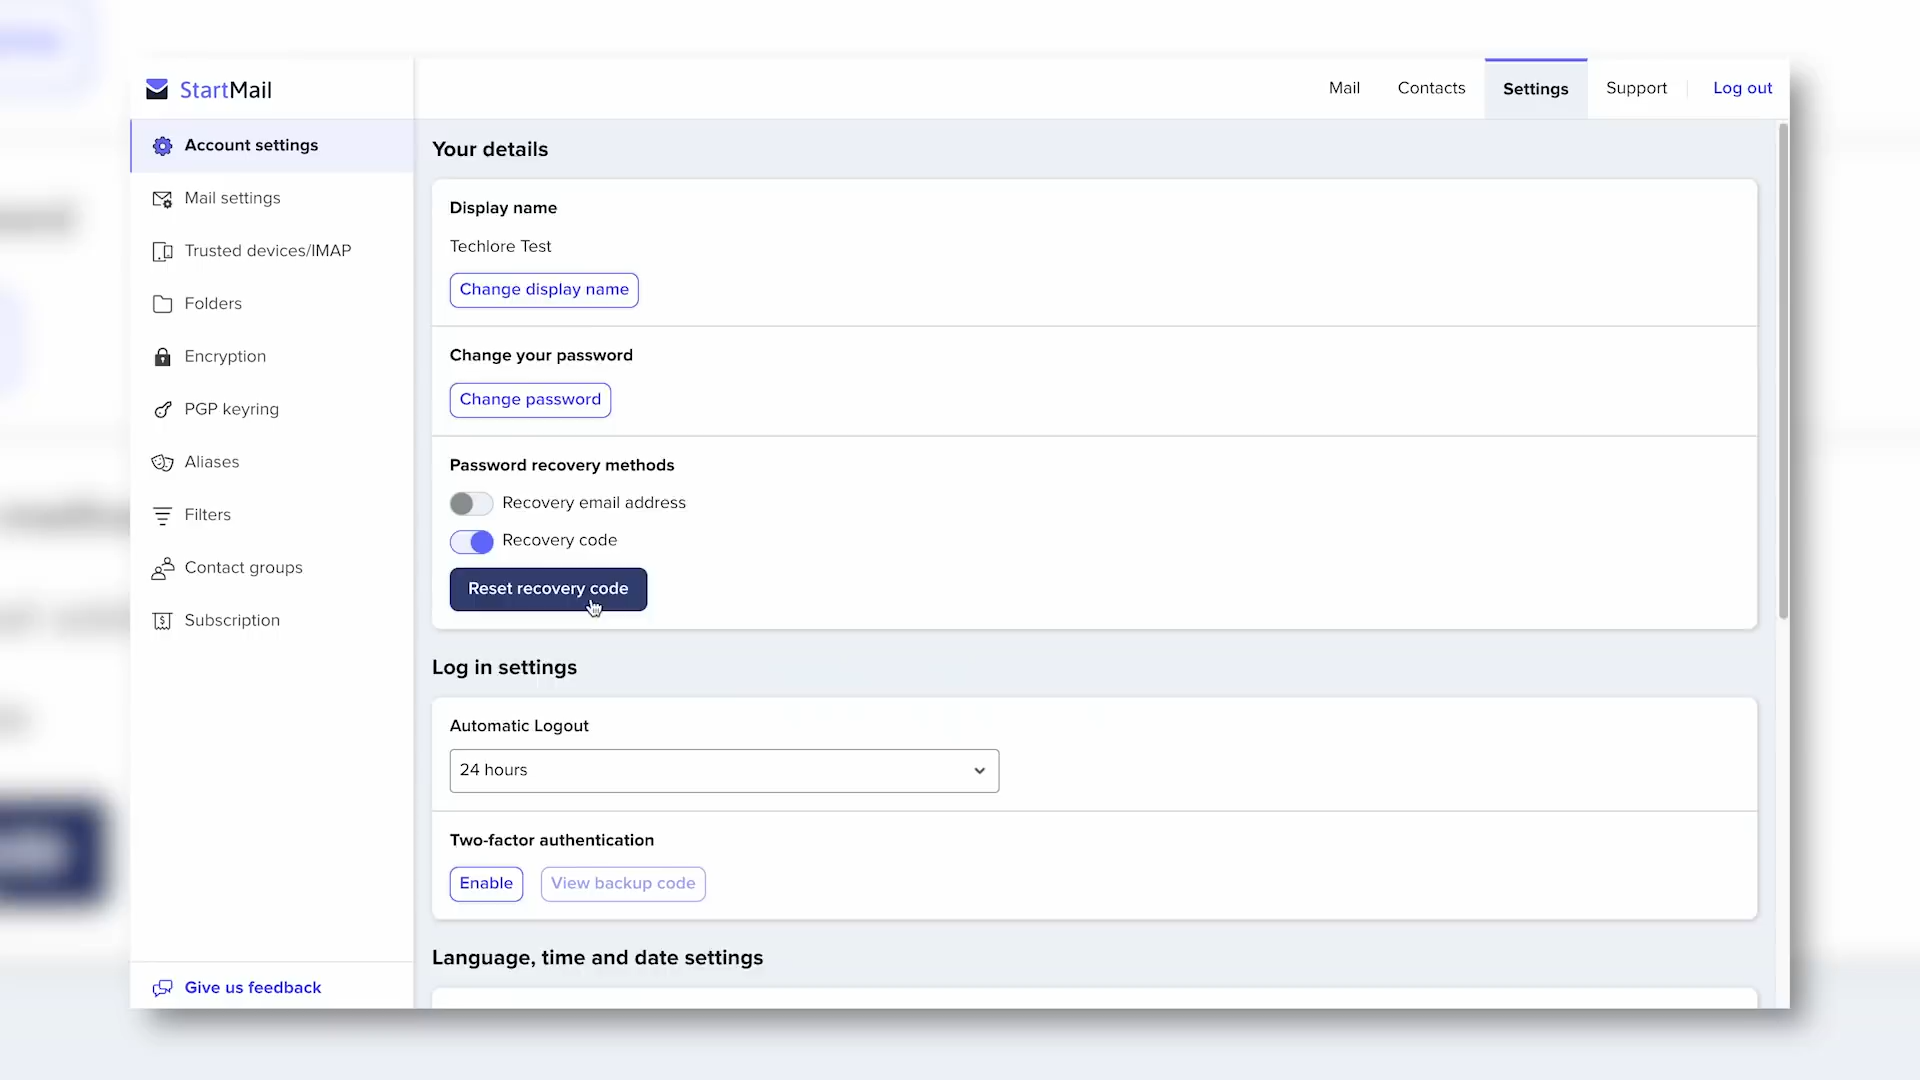 StartMail
Mail
Contacts
Settings
Support
Log out
Account settings
Mail settings
Trusted devices/IMAP
Folders
Encryption
PGP keyring
Aliases
Filters
Contact groups
Subscription
Give us feedback
Your details
Display name
Techlore Test
Change display name
Change your password
Change password
Password recovery methods
Recovery email address
Recovery code
Reset recovery code
Log in settings
Automatic Logout
24 hours
Two-factor authentication
Enable
View backup code
Language, time and date settings